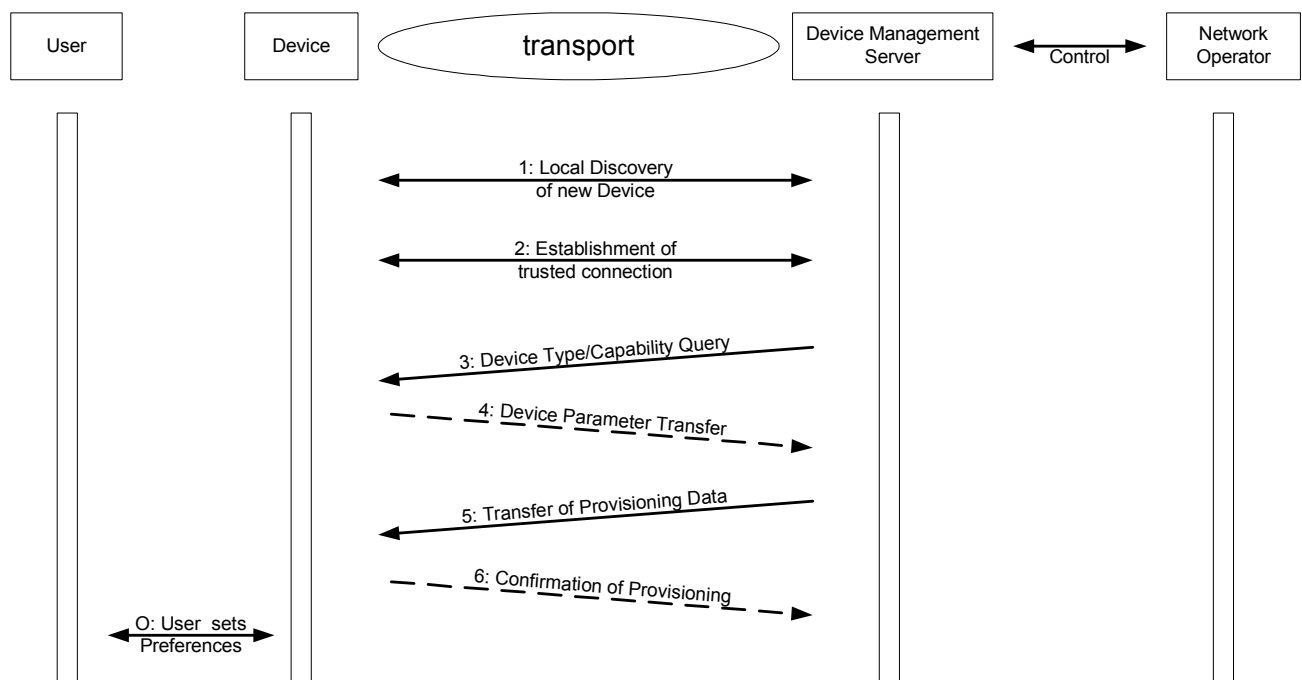 User
Device
transport
Device Management
Server
Control
Network
Operator
1: Local Discovery
of new Device
2: Establishment of
trusted connection
3: Device Type/Capability Query
4: Device Parameter Transfer
5: Transfer of Provisioning Data
6: Confirmation of Provisioning
O: User sets
Preferences